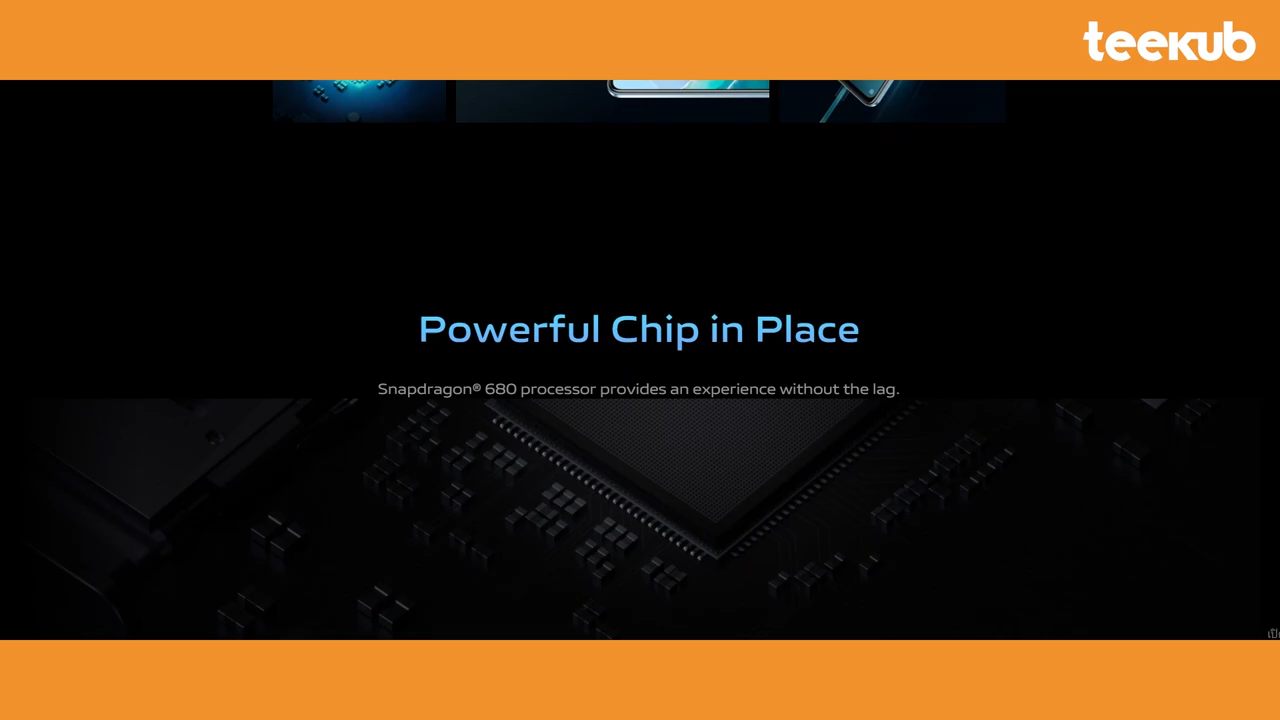 teekub
Powerful Chip in Place
Snapdragon® 680 processor provides an experience without the lag.